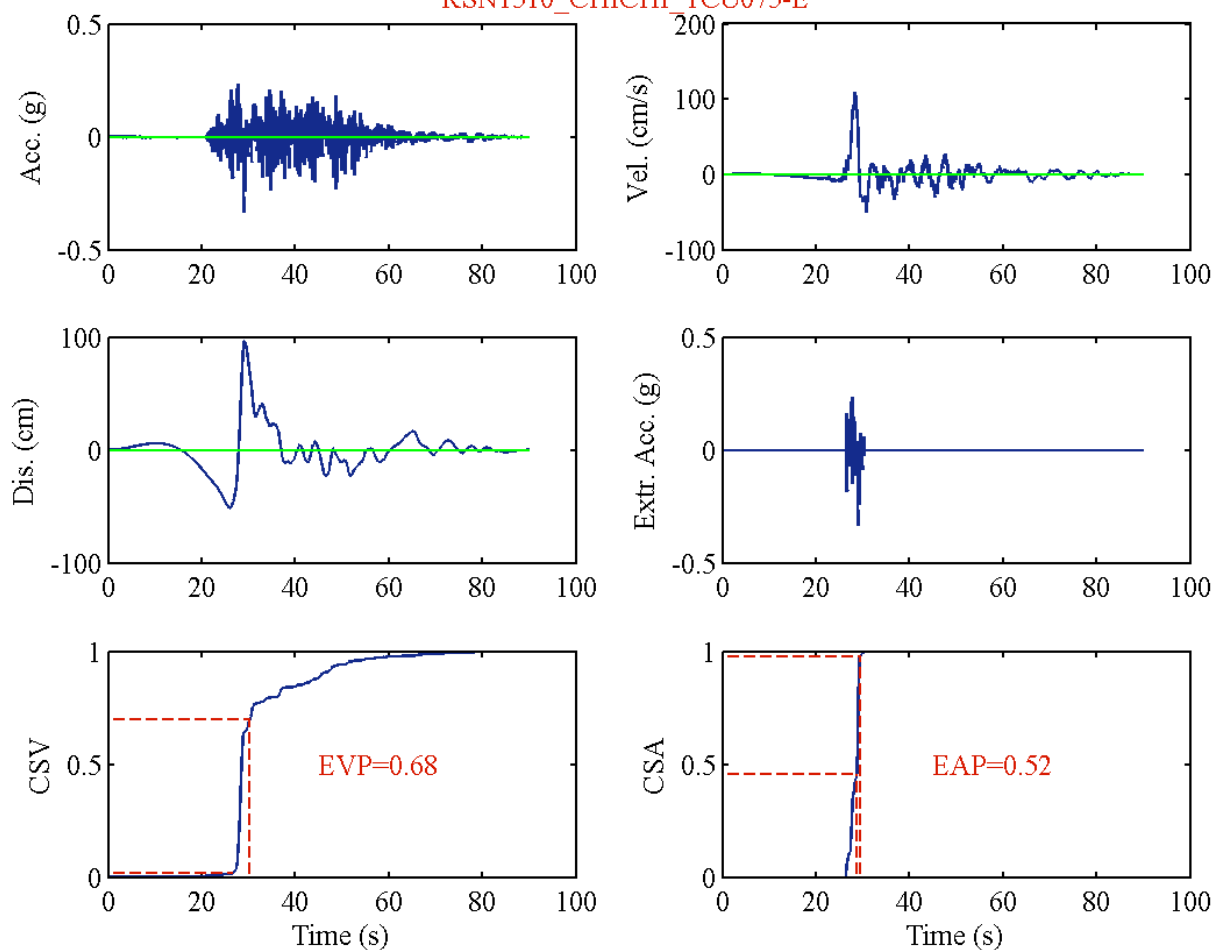 RSN1510_CHICHI_TCU075-E
Acc. (g)
0.5
0
-0.5
0 20 40 60 80 100
Vel. (cm/s)
200
100
0
-100
0 20 40 60 80 100
Dis. (cm)
100
0
-100
0 20 40 60 80 100
Extr. Acc. (g)
0.5
0
-0.5
0 20 40 60 80 100
CSV
1
0.5
0
EVP=0.68
0 20 40 60 80 100
Time (s)
CSA
1
0.5
0
EAP=0.52
0 20 40 60 80 100
Time (s)